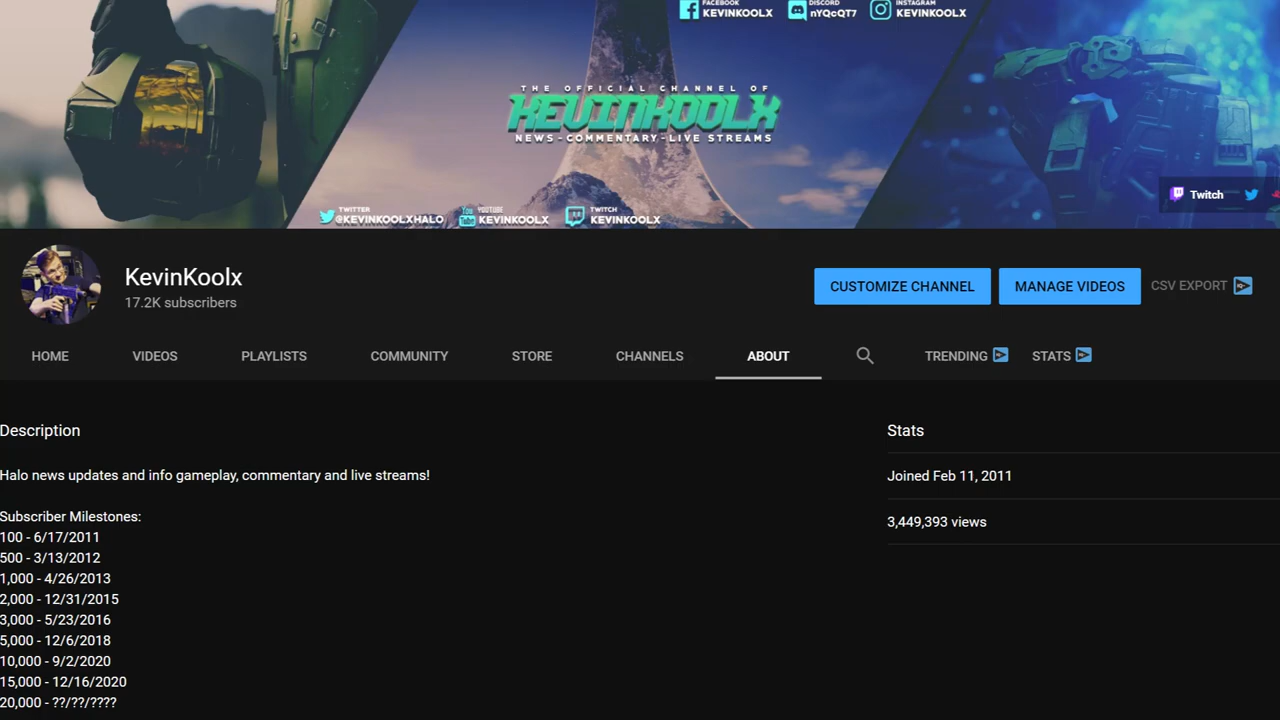 FACEBOOK
KEVINKOOLX
DISCORD
nYQcQT7
INSTAGRAM
KEVINKOOLX
THE OFFICIAL CHANNEL OF
KEVINKOOLX
NEWS-COMMENTARY-LIVE STREAMS
TWITTER
@KEVINKOOLXHALO
You Tube
YOUTUBE
KEVINKOOLX
TWITCH
KEVINKOOLX
Twitch
KevinKoolx
17.2K subscribers
CUSTOMIZE CHANNEL
MANAGE VIDEOS
CSV EXPORT
HOME VIDEOS PLAYLISTS COMMUNITY STORE CHANNELS ABOUT TRENDING STATS
Description
Halo news updates and info gameplay, commentary and live streams!
Subscriber Milestones:
100 - 6/17/2011
500 - 3/13/2012
1,000 - 4/26/2013
2,000 - 12/31/2015
3,000 - 5/23/2016
5,000 - 12/6/2018
10,000 - 9/2/2020
15,000 - 12/16/2020
20,000 - ??/??/????
Stats
Joined Feb 11, 2011
3,449,393 views